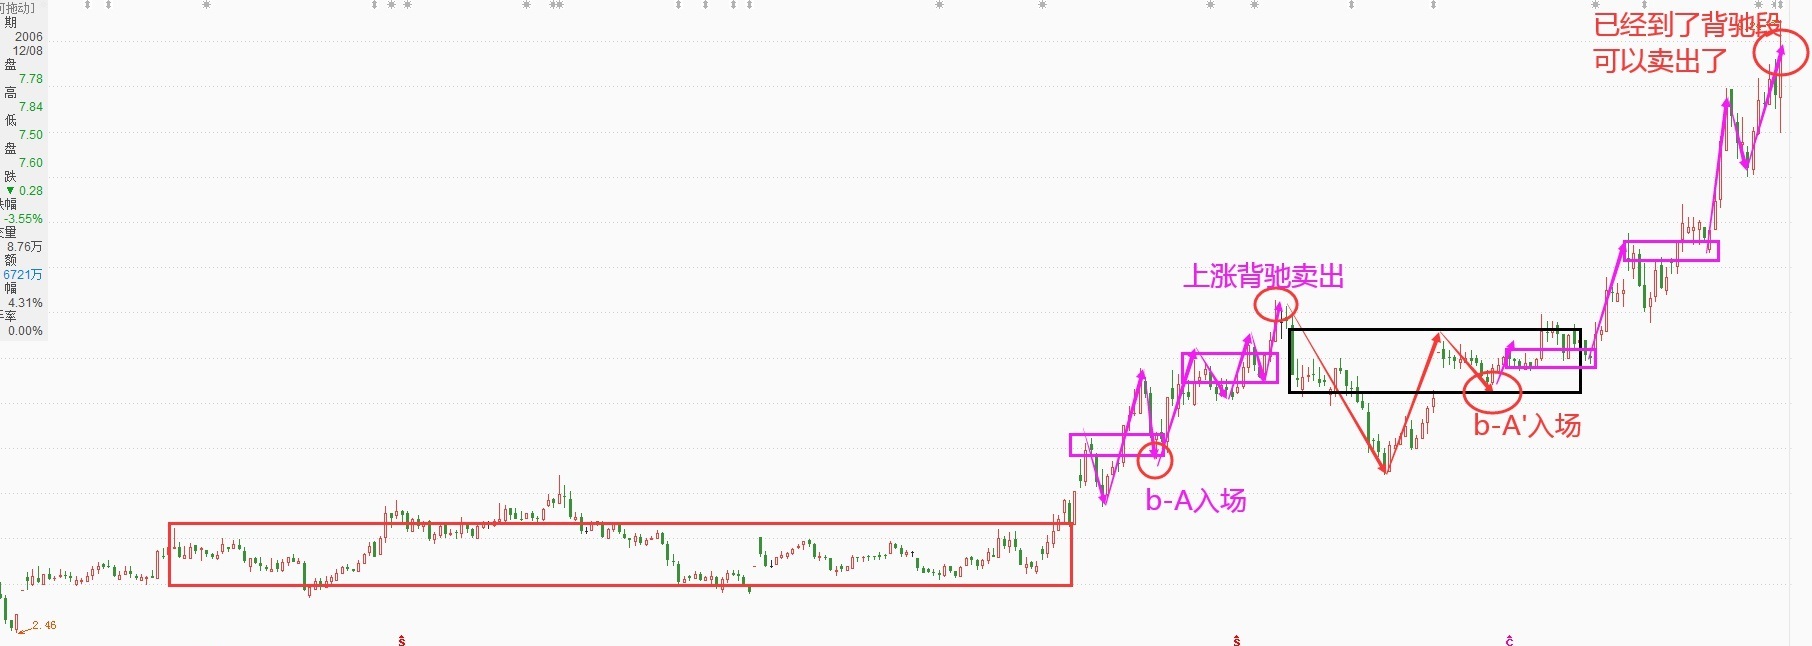 可拖动]
期
2006
12/08
盘
7.78
高
7.84
低
7.50
盘
7.60
跌
▼ 0.28
幅
-3.55%
量
8.76万
额
6721万
幅
4.31%
率
0.00%
已经到了背驰段
可以卖出了
上涨背驰卖出
b-A'入场
b-A入场
2.46
S
S
C